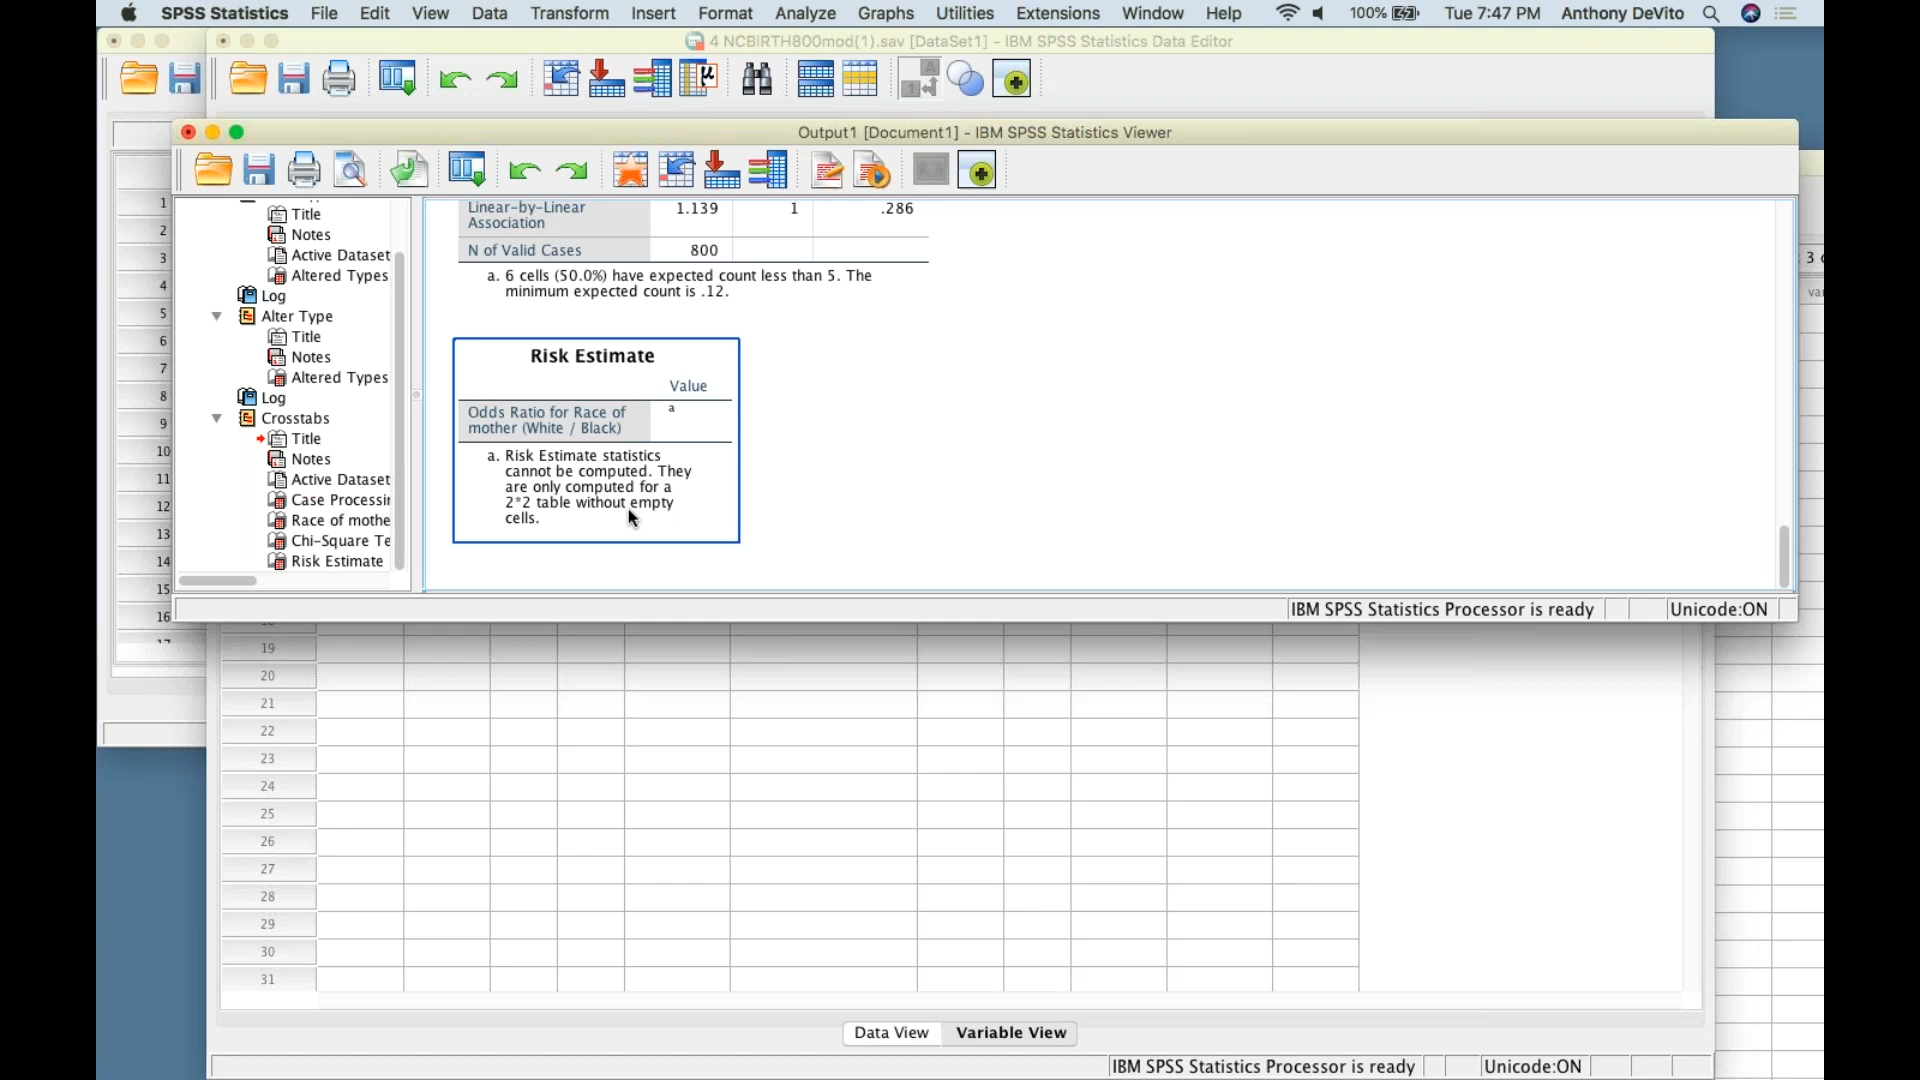 SPSS Statistics File Edit View Data Transform Insert Format Analyze Graphs Utilities Extensions Window Help 100% Tue 7:47 PM Anthony DeVito
4 NCBIRTH800mod(1).sav [DataSet1] - IBM SPSS Statistics Data Editor
Output1 [Document1] - IBM SPSS Statistics Viewer
Title
Notes
Active Dataset
Altered Types
Log
Alter Type
Title
Notes
Altered Types
Log
Crosstabs
Title
Notes
Active Dataset
Case Processin
Race of mothe
Chi-Square Te
Risk Estimate
Linear-by-Linear 1.139 1 .286
Association
N of Valid Cases 800
a. 6 cells (50.0%) have expected count less than 5. The
minimum expected count is .12.
Risk Estimate
Value
Odds Ratio for Race of a
mother (White / Black)
a. Risk Estimate statistics
cannot be computed. They
are only computed for a
2*2 table without empty
cells.
1
2
3
4
5
6
7
8
9
10
11
12
13
14
15
16
IBM SPSS Statistics Processor is ready Unicode:ON
19
20
21
22
23
24
25
26
27
28
29
30
31
Data View Variable View
IBM SPSS Statistics Processor is ready Unicode:ON